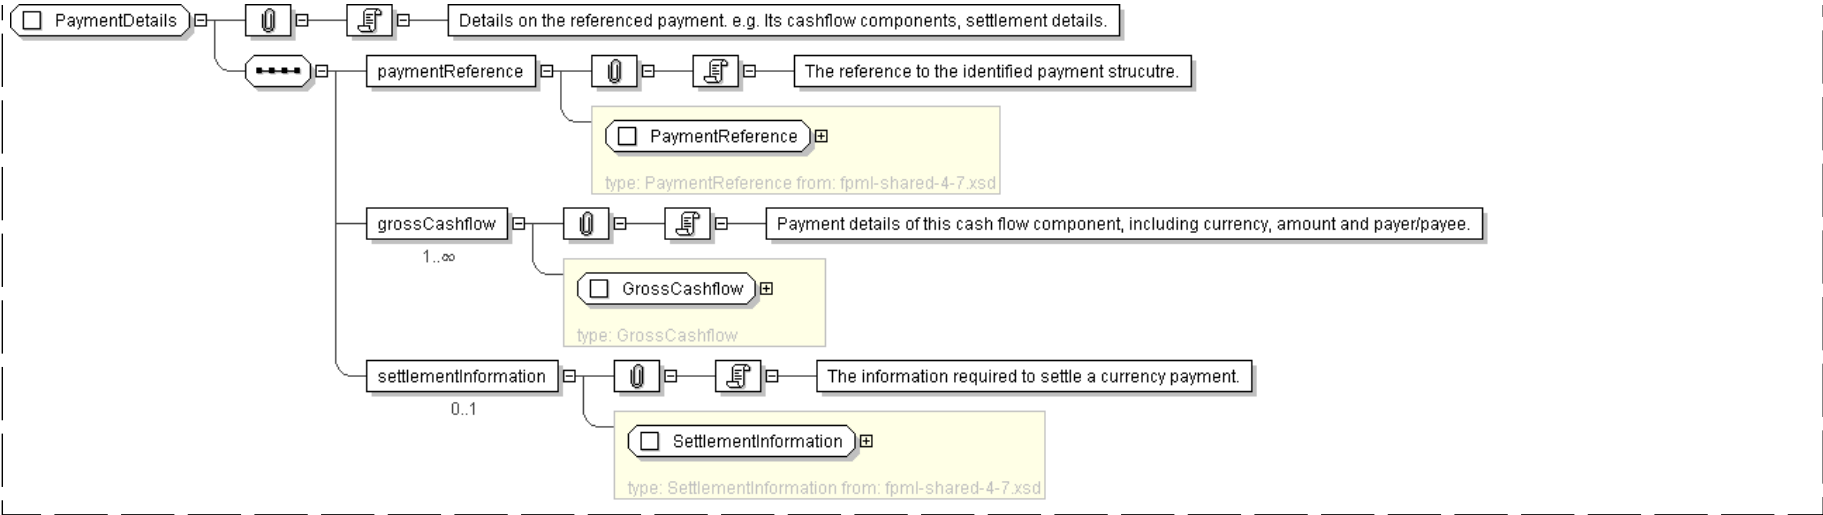 PaymentDetails
Details on the referenced payment. e.g. Its cashflow components, settlement details.
paymentReference
The reference to the identified payment strucutre.
PaymentReference
type: PaymentReference from: fpml-shared-4-7.xsd
grossCashflow
Payment details of this cash flow component, including currency, amount and payer/payee.
1..∞
GrossCashflow
type: GrossCashflow
settlementInformation
The information required to settle a currency payment.
0..1
SettlementInformation
type: SettlementInformation from: fpml-shared-4-7.xsd